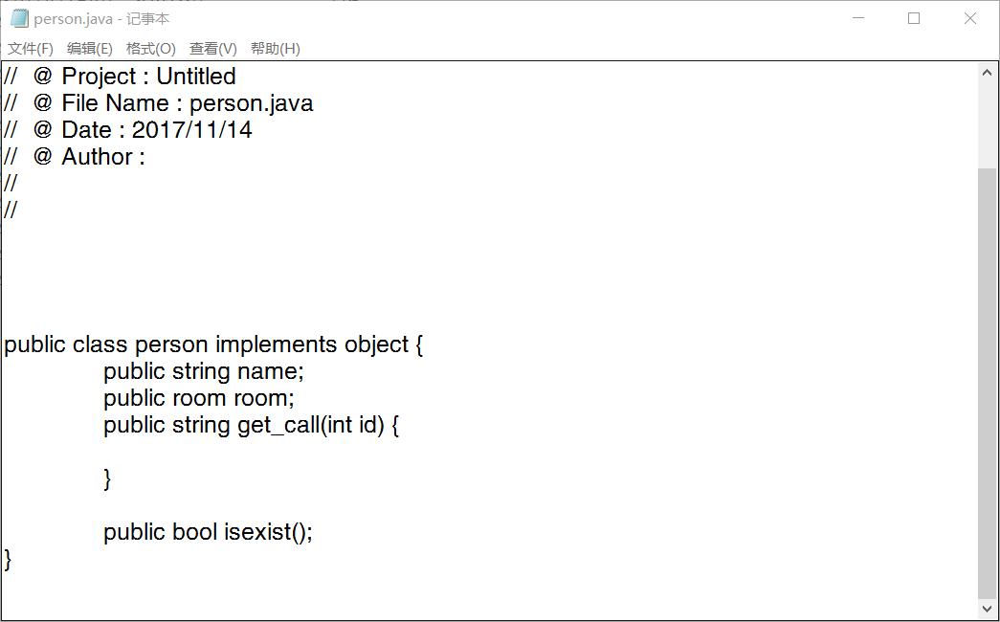 person.java - 记事本
文件(F) 编辑(E) 格式(O) 查看(V) 帮助(H)
// @ Project : Untitled
// @ File Name : person.java
// @ Date : 2017/11/14
// @ Author :
//
//
public class person implements object {
public string name;
public room room;
public string get_call(int id) {
}
public bool isexist();
}